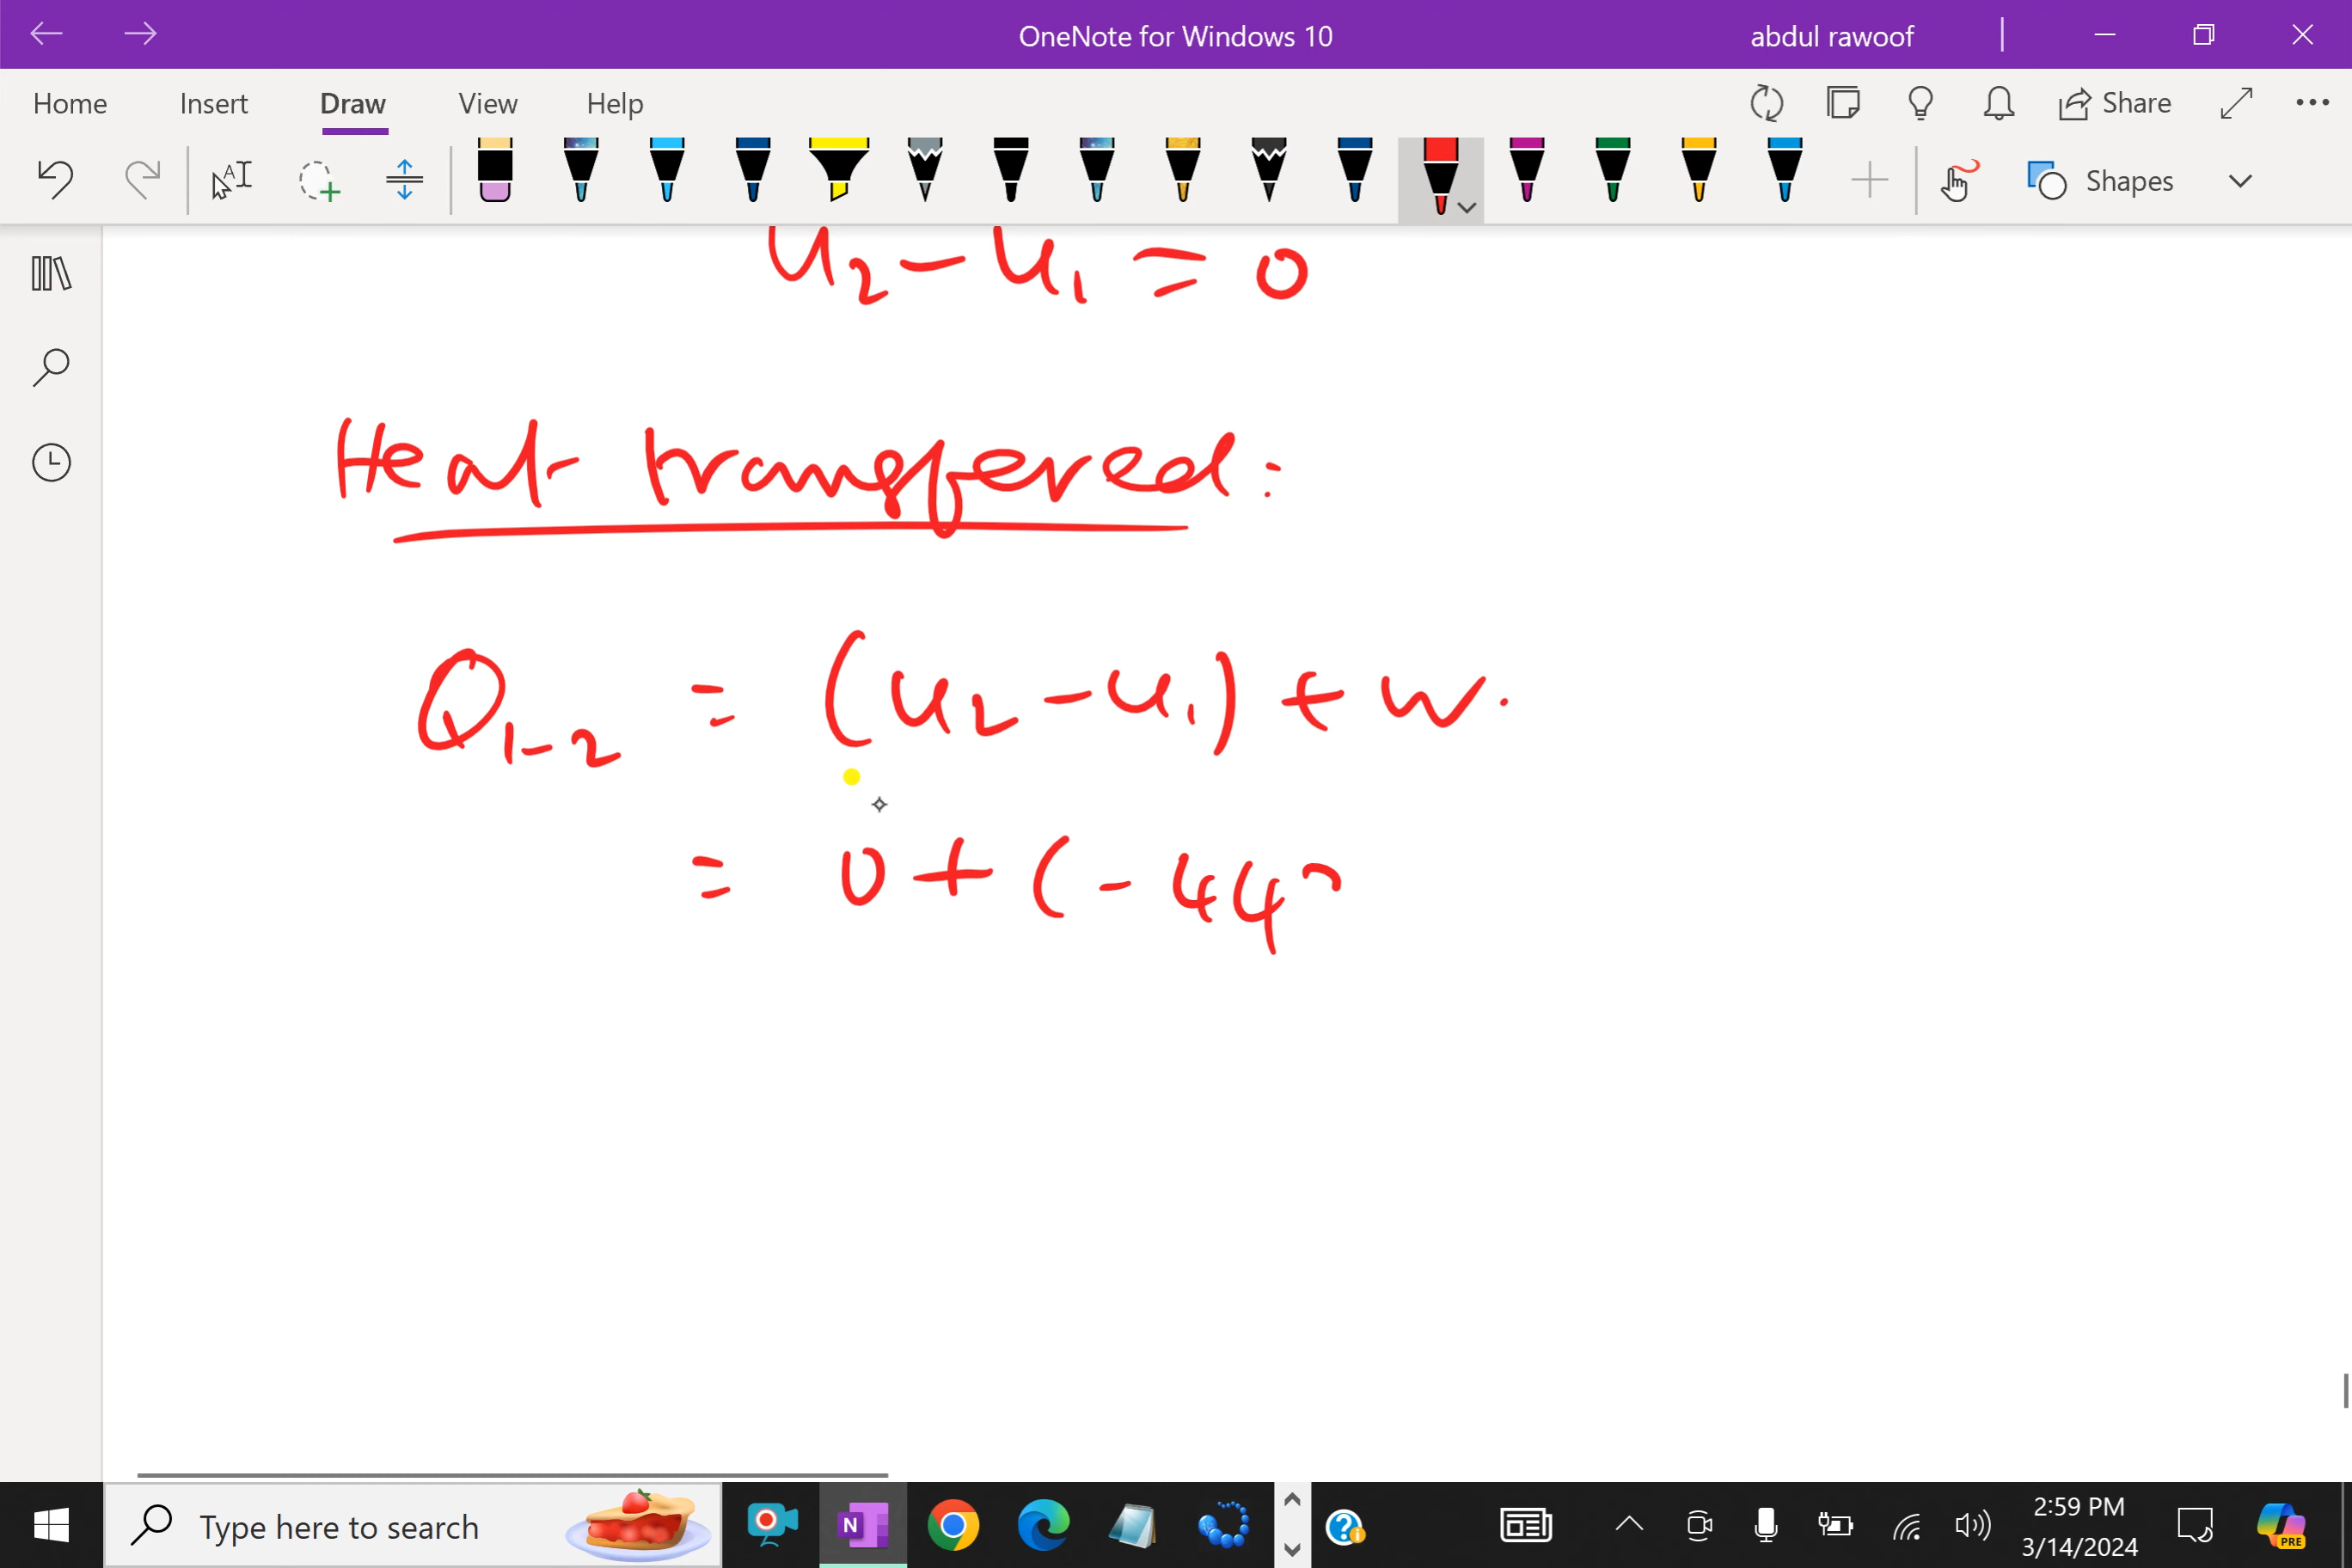 OneNote for Windows 10
abdul rawoof
Home Insert Draw View Help
Share
Shapes
U2 - U1 = 0
Heat transferred:
Q1-2 = (U2 - U1) + W.
= 0 + (- 44
Type here to search
N
2:59 PM
3/14/2024
PRE